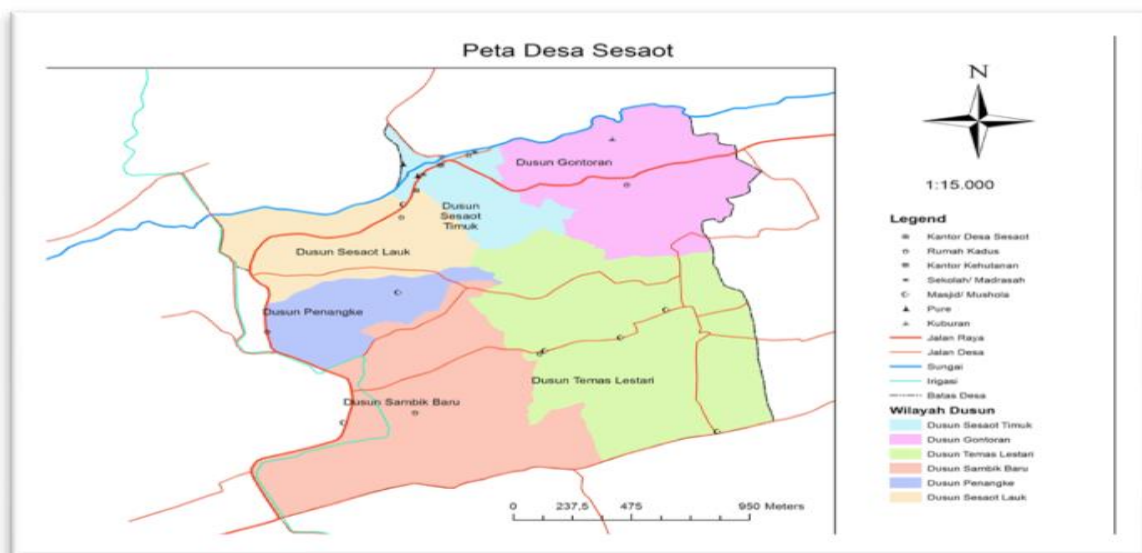 Peta Desa Sesaot
N
1:15.000
Dusun Gontoran
Dusun
Sesaot
Timuk
Dusun Sesaot Lauk
Dusun Penangke
Dusun Temas Lestari
Dusun Sambik Baru
Legend
Kantor Desa Sesaot
Rumah Kadus
Kantor Kehutanan
Sekolah/ Madrasah
Masjid/ Mushola
Pure
Kuburan
Jalan Raya
Jalan Desa
Sungai
Irigasi
Batas Desa
Wilayah Dusun
Dusun Sesaot Timuk
Dusun Gontoran
Dusun Temas Lestari
Dusun Sambik Baru
Dusun Penangke
Dusun Sesaot Lauk
0 237,5 475 950 Meters